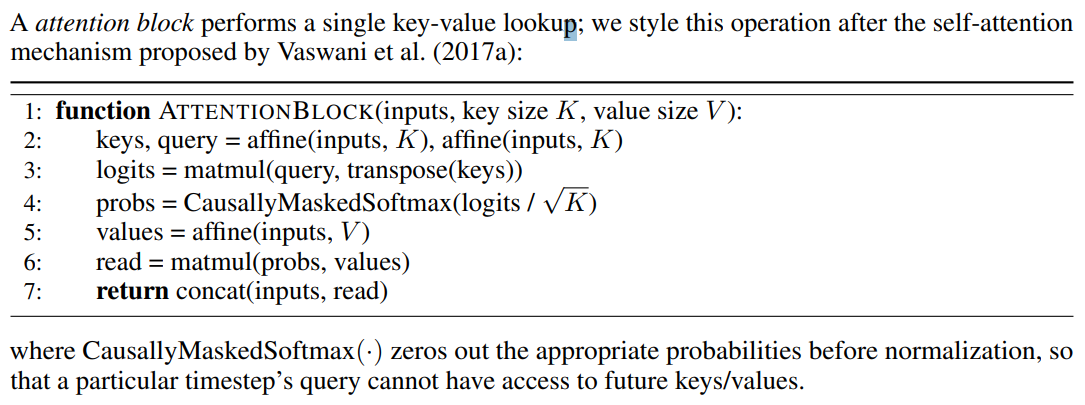 A attention block performs a single key-value lookup; we style this operation after the self-attention
mechanism proposed by Vaswani et al. (2017a):
1: function ATTENTIONBLOCK(inputs, key size K, value size V):
2: keys, query = affine(inputs, K), affine(inputs, K)
3: logits = matmul(query, transpose(keys))
4: probs = CausallyMaskedSoftmax(logits / √K)
5: values = affine(inputs, V)
6: read = matmul(probs, values)
7: return concat(inputs, read)
where CausallyMaskedSoftmax(·) zeros out the appropriate probabilities before normalization, so
that a particular timestep's query cannot have access to future keys/values.